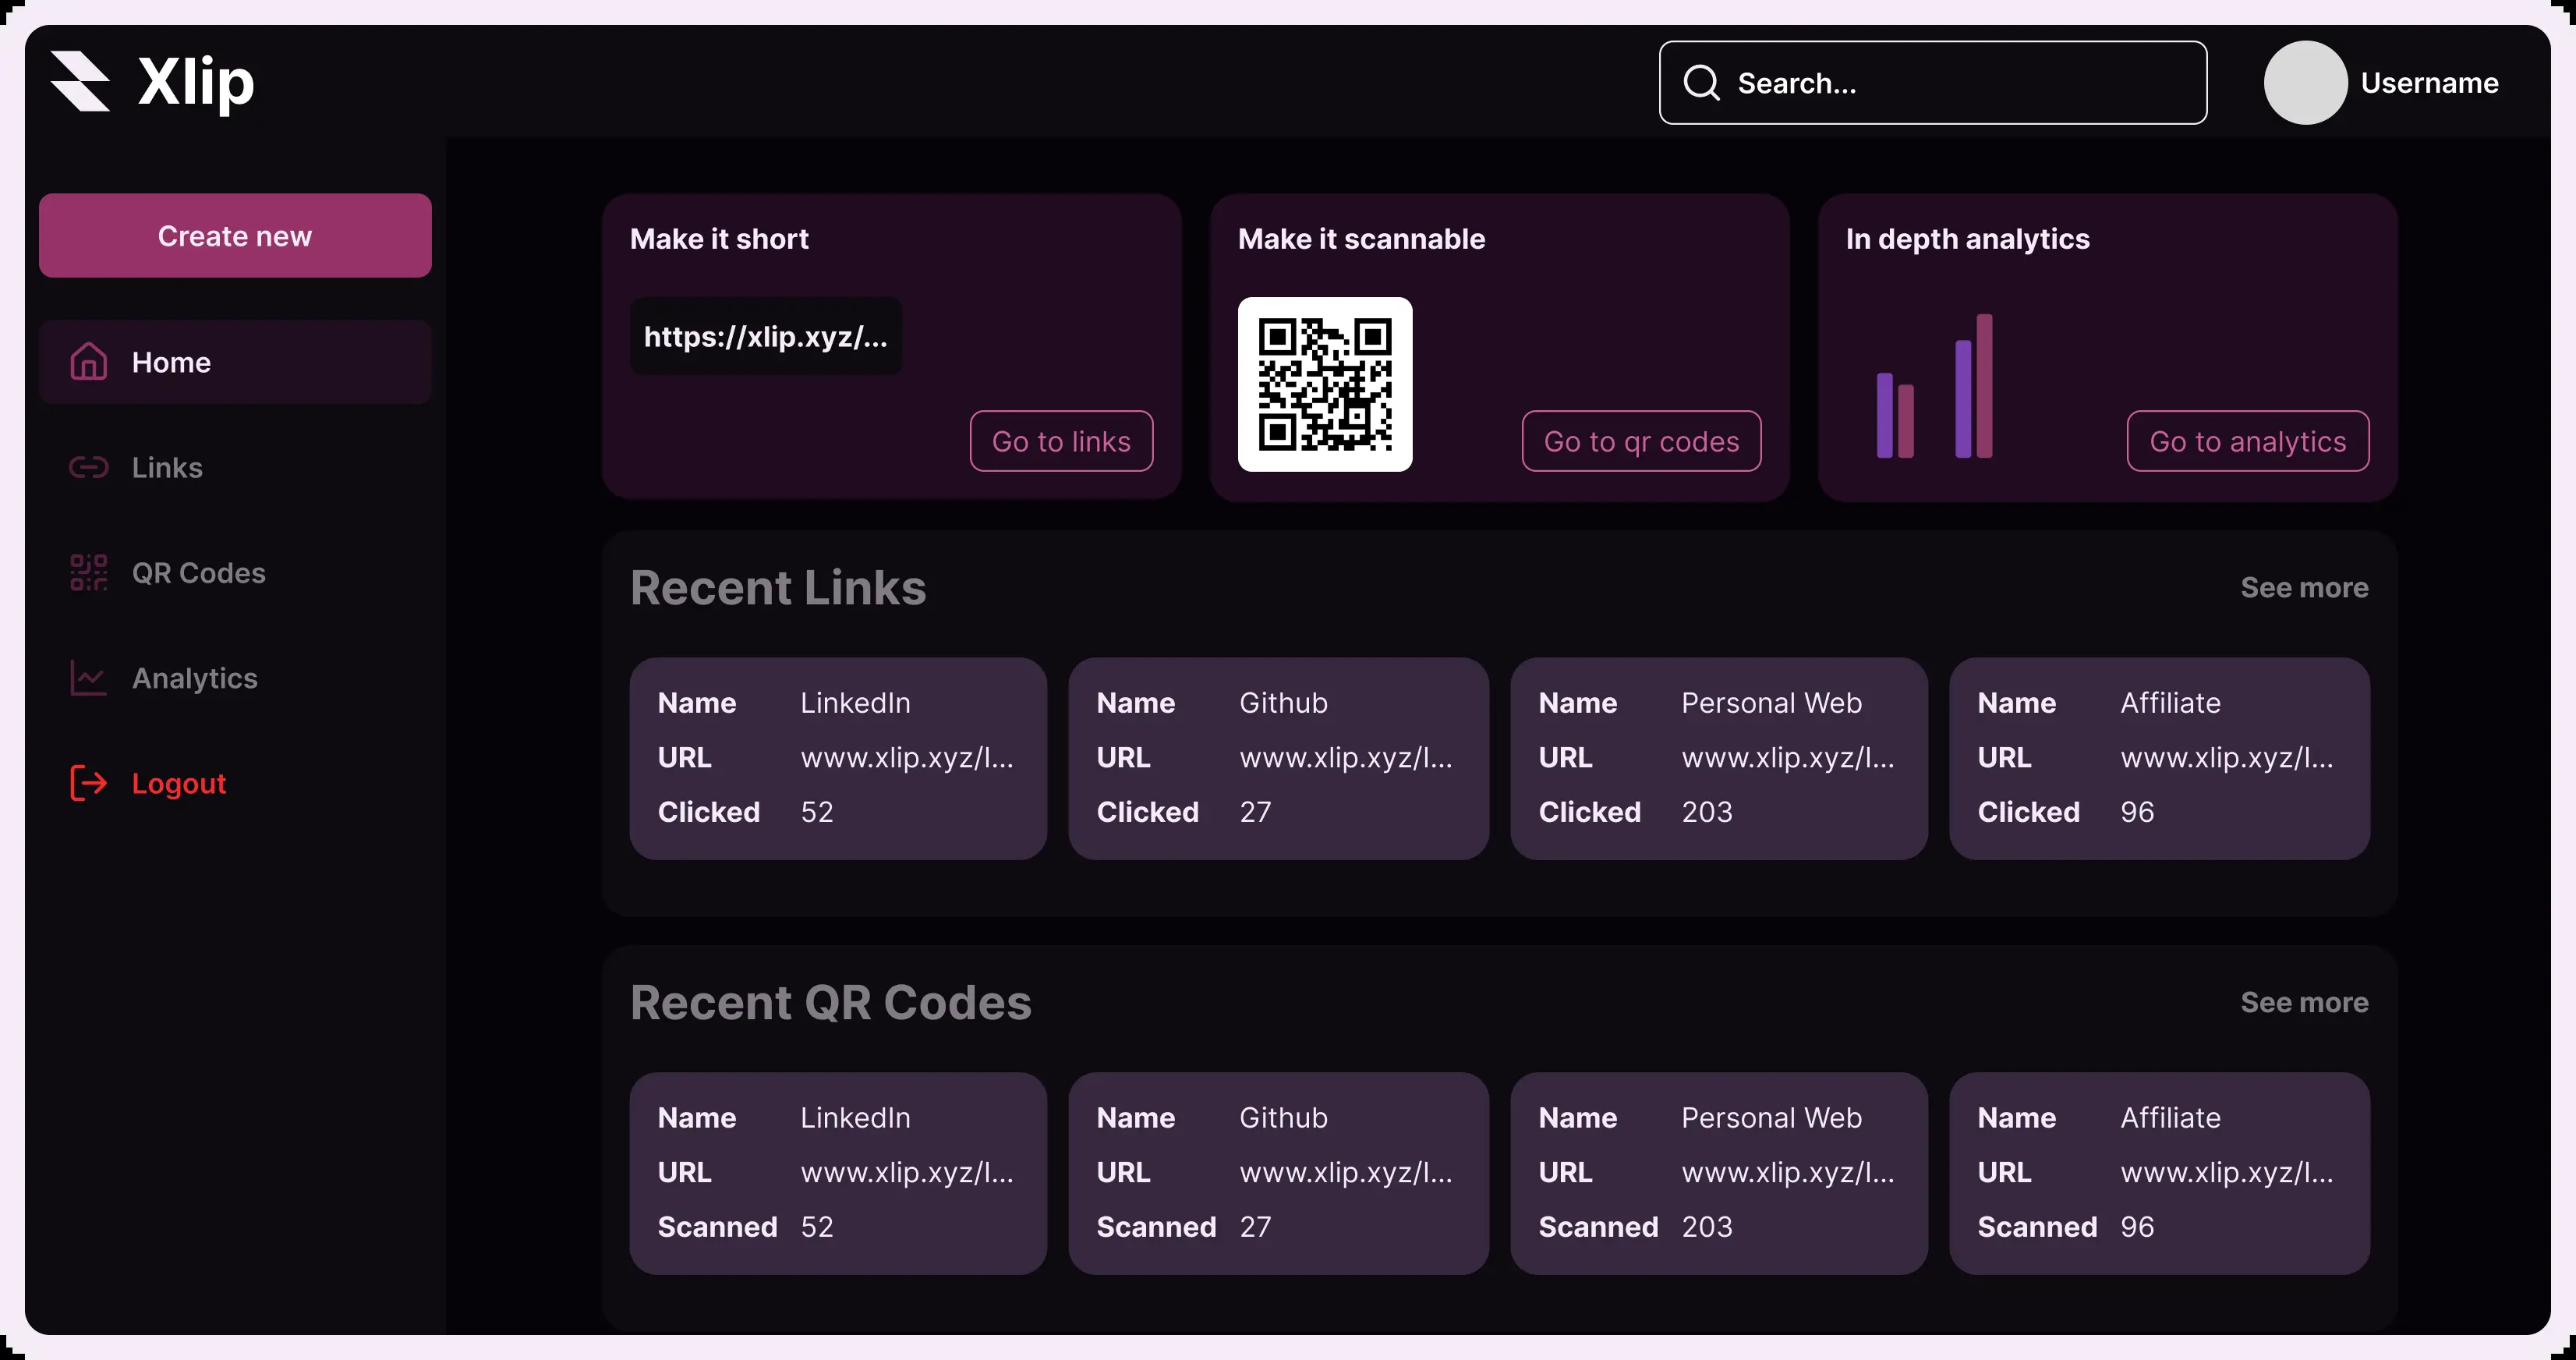 Xlip
Search...
Username
Create new
Home
Links
QR Codes
Analytics
Logout
Make it short
https://xlip.xyz/...
Go to links
Make it scannable
Go to qr codes
In depth analytics
Go to analytics
Recent Links
See more
Name LinkedIn
URL www.xlip.xyz/l...
Clicked 52
Name Github
URL www.xlip.xyz/l...
Clicked 27
Name Personal Web
URL www.xlip.xyz/l...
Clicked 203
Name Affiliate
URL www.xlip.xyz/l...
Clicked 96
Recent QR Codes
See more
Name LinkedIn
URL www.xlip.xyz/l...
Scanned 52
Name Github
URL www.xlip.xyz/l...
Scanned 27
Name Personal Web
URL www.xlip.xyz/l...
Scanned 203
Name Affiliate
URL www.xlip.xyz/l...
Scanned 96